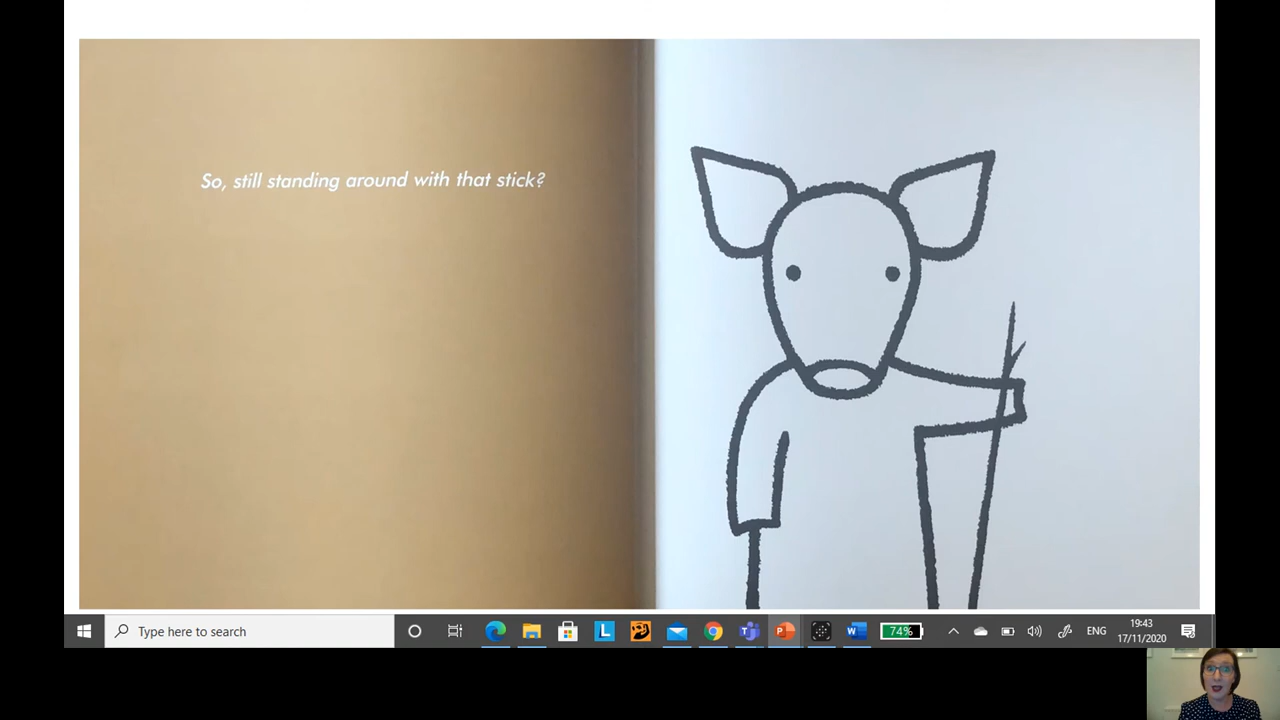 So, still standing around with that stick?
Type here to search
74%
ENG
19:43
17/11/2020